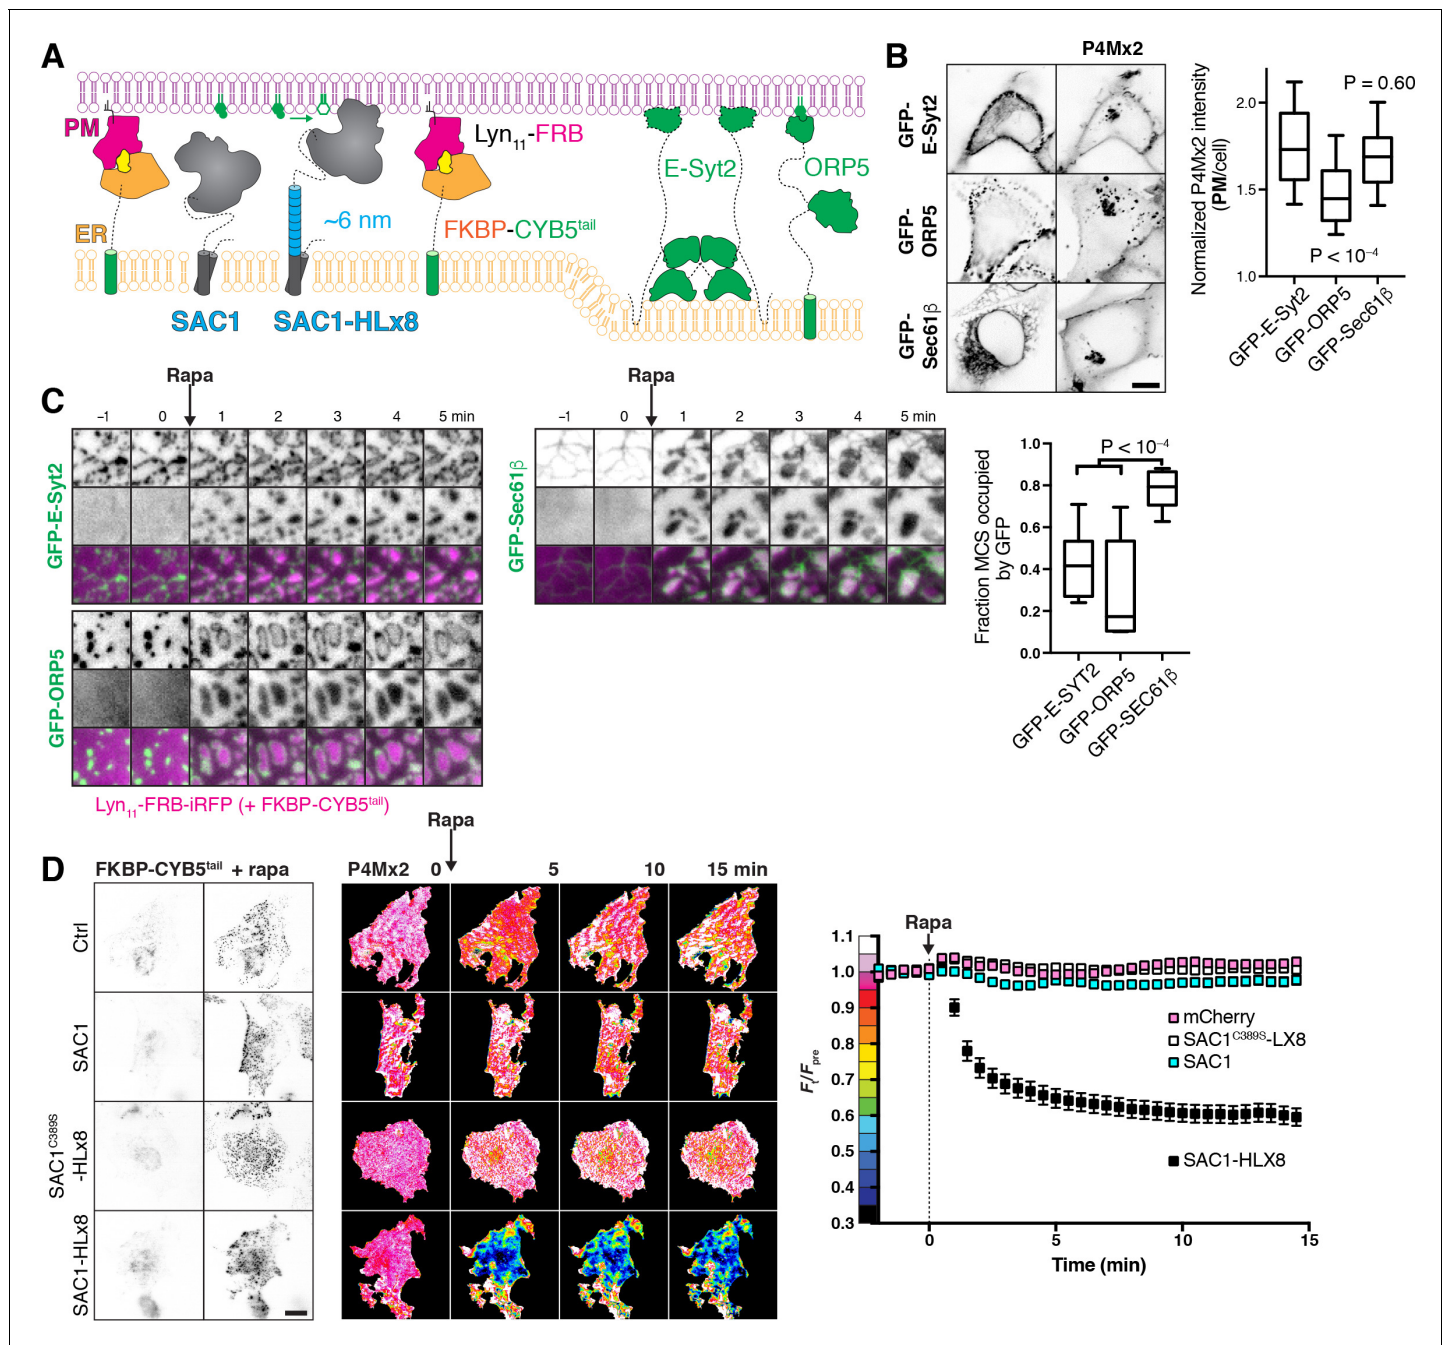 A
PM
Lyn11-FRB
E-Syt2
ORP5
~6 nm
ER
FKBP-CYB5tail
SAC1
SAC1-HLx8
B
P4Mx2
GFP-
E-Syt2
GFP-
ORP5
GFP-
Sec61β
Normalized P4Mx2 intensity
(PM/cell)
2.0
1.5
1.0
P = 0.60
P < 10⁻⁴
GFP-E-Syt2
GFP-ORP5
GFP-Sec61β
C
Rapa
−1 0 1 2 3 4 5 min
GFP-E-Syt2
GFP-ORP5
Lyn11-FRB-iRFP (+ FKBP-CYB5tail)
Rapa
−1 0 1 2 3 4 5 min
GFP-Sec61β
Fraction MCS occupied
by GFP
1.0
0.8
0.6
0.4
0.2
0.0
P < 10⁻⁴
GFP-E-SYT2
GFP-ORP5
GFP-SEC61β
D
FKBP-CYB5tail + rapa
Ctrl
SAC1
SAC1C389S
-HLx8
SAC1-HLx8
Rapa
P4Mx2 0 5 10 15 min
Rapa
Ft/Fpre
1.1
1.0
0.9
0.8
0.7
0.6
0.5
0.4
0.3
mCherry
SAC1C389S-LX8
SAC1
SAC1-HLX8
0 5 10 15
Time (min)